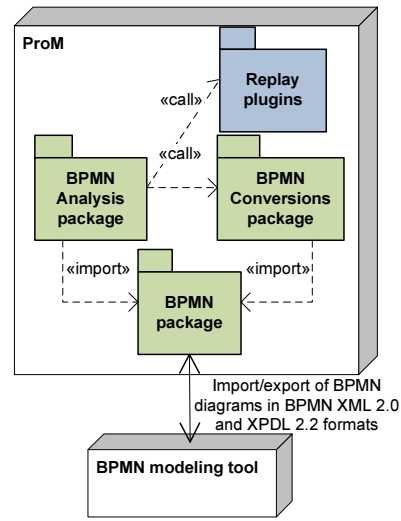 ProM
Replay
plugins
«call»
«call»
BPMN
Analysis
package
BPMN
Conversions
package
«import»
«import»
BPMN
package
Import/export of BPMN
diagrams in BPMN XML 2.0
and XPDL 2.2 formats
BPMN modeling tool